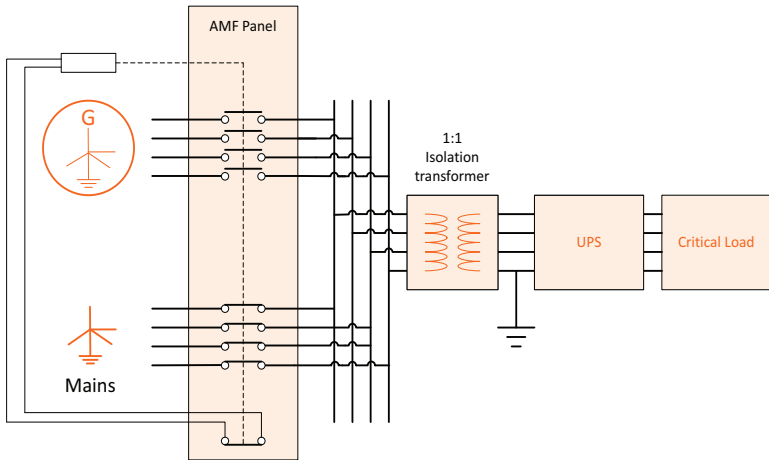 AMF Panel
G
1:1
Isolation
transformer
UPS
Critical Load
Mains